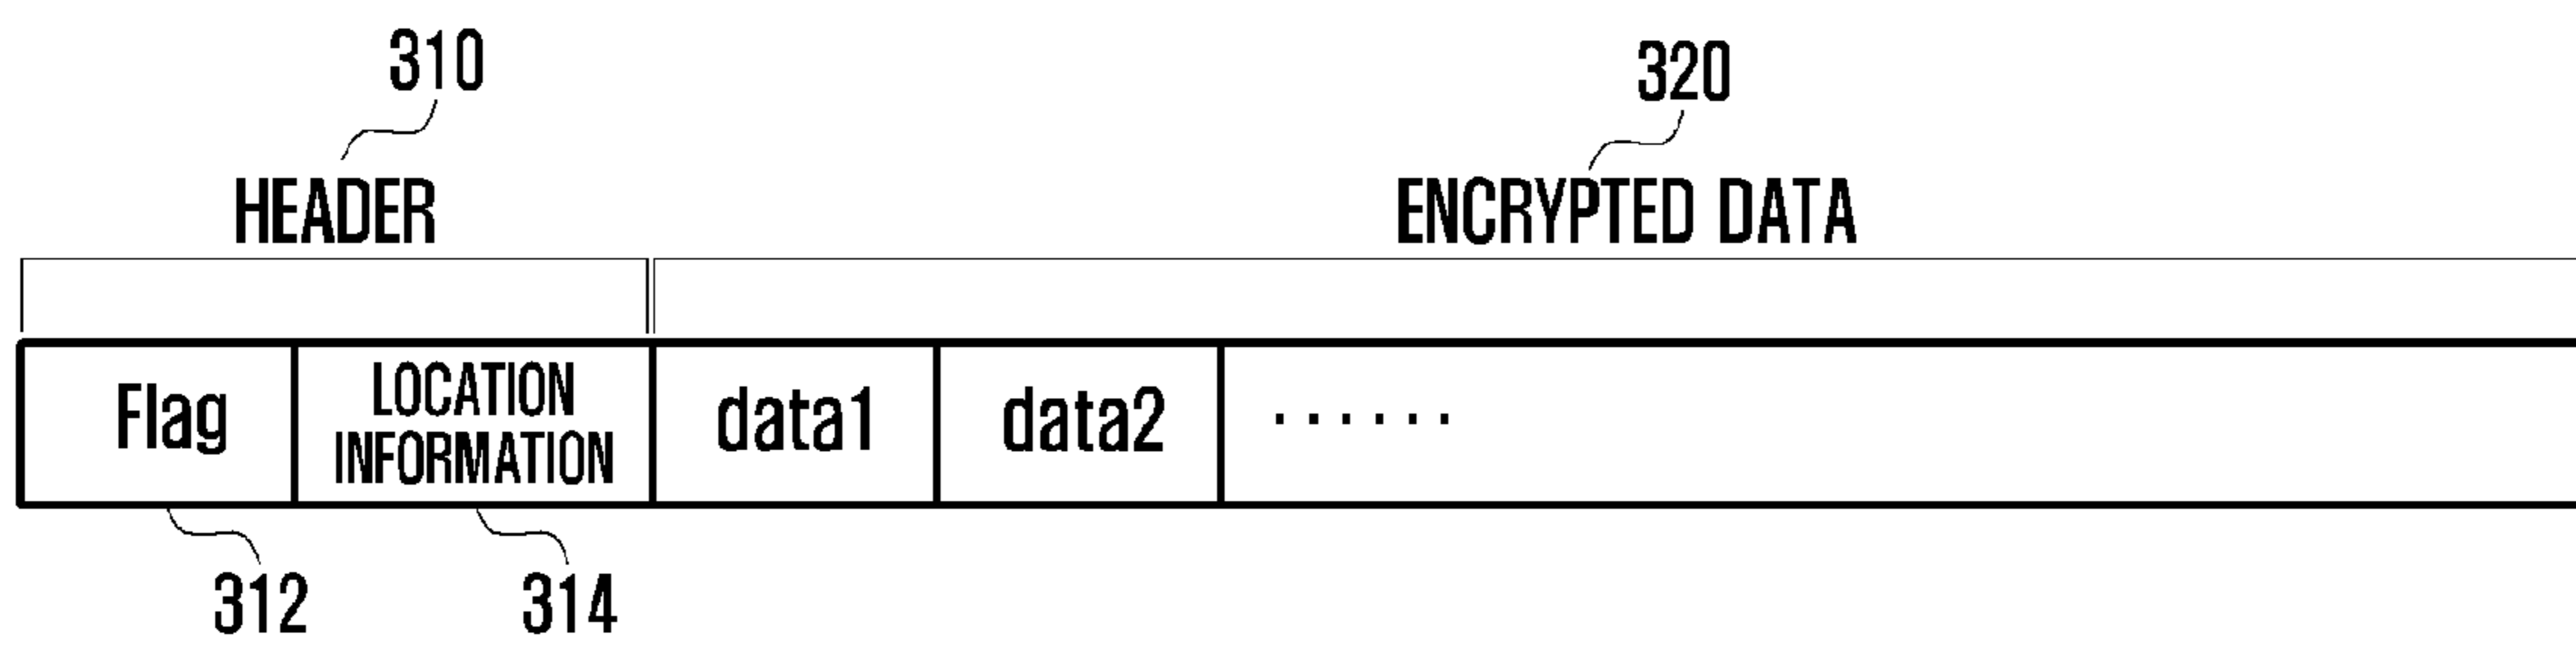 310
320
HEADER
ENCRYPTED DATA
Flag
LOCATION
INFORMATION
data1
data2
······
312
314